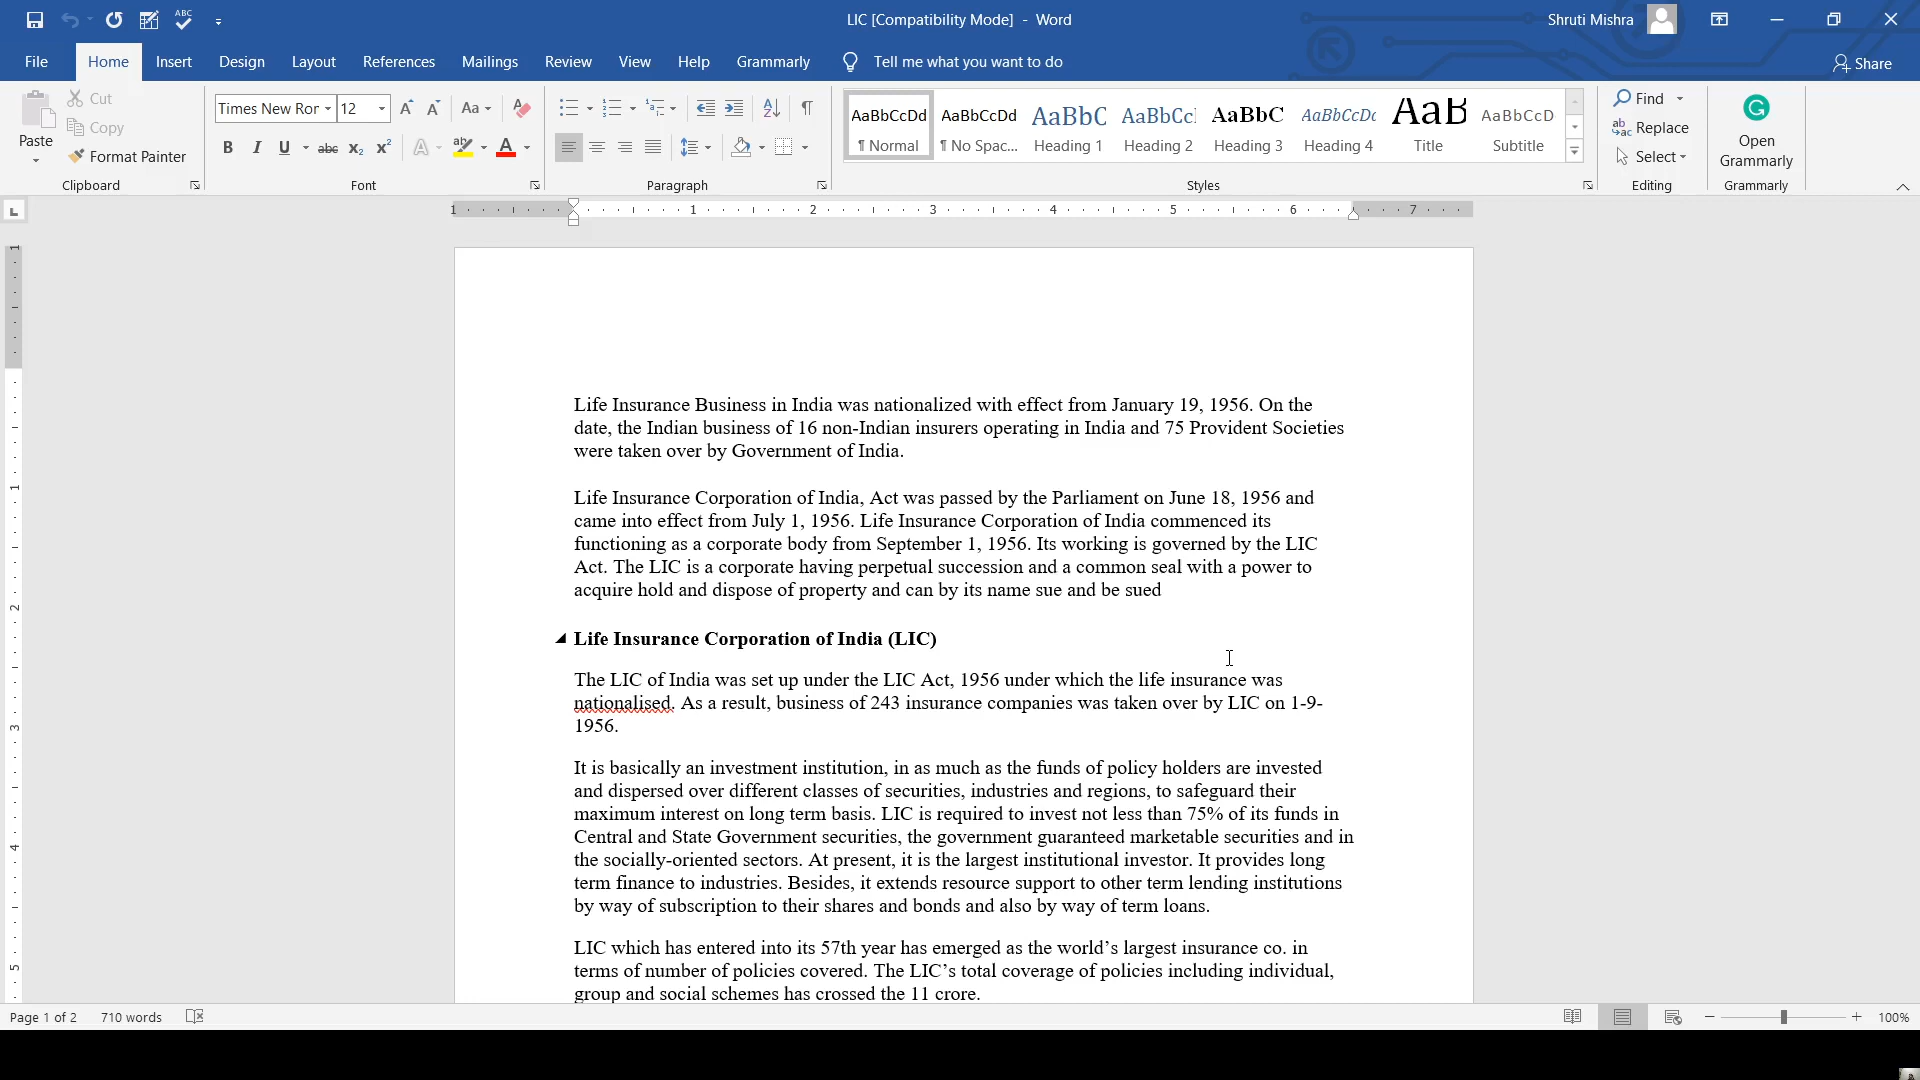 ABC
LIC [Compatibility Mode] - Word
Shruti Mishra
File Home Insert Design Layout References Mailings Review View Help Grammarly Tell me what you want to do Share
Paste
Cut
Copy
Format Painter
Clipboard
Times New Ror 12
Font
Paragraph
AaBbCcDd AaBbCcDd AaBbC AaBbCcI AaBbC AaBbCcDc AaB AaBbCcD
¶ Normal ¶ No Spac... Heading 1 Heading 2 Heading 3 Heading 4 Title Subtitle
Styles
Find
Replace
Select
Editing
Open
Grammarly
Grammarly
1 1 2 3 4 5 6 7
Life Insurance Business in India was nationalized with effect from January 19, 1956. On the
date, the Indian business of 16 non-Indian insurers operating in India and 75 Provident Societies
were taken over by Government of India.
Life Insurance Corporation of India, Act was passed by the Parliament on June 18, 1956 and
came into effect from July 1, 1956. Life Insurance Corporation of India commenced its
functioning as a corporate body from September 1, 1956. Its working is governed by the LIC
Act. The LIC is a corporate having perpetual succession and a common seal with a power to
acquire hold and dispose of property and can by its name sue and be sued
Life Insurance Corporation of India (LIC)
The LIC of India was set up under the LIC Act, 1956 under which the life insurance was
nationalised. As a result, business of 243 insurance companies was taken over by LIC on 1-9-
1956.
It is basically an investment institution, in as much as the funds of policy holders are invested
and dispersed over different classes of securities, industries and regions, to safeguard their
maximum interest on long term basis. LIC is required to invest not less than 75% of its funds in
Central and State Government securities, the government guaranteed marketable securities and in
the socially-oriented sectors. At present, it is the largest institutional investor. It provides long
term finance to industries. Besides, it extends resource support to other term lending institutions
by way of subscription to their shares and bonds and also by way of term loans.
LIC which has entered into its 57th year has emerged as the world’s largest insurance co. in
terms of number of policies covered. The LIC’s total coverage of policies including individual,
group and social schemes has crossed the 11 crore.
Page 1 of 2 710 words 100%